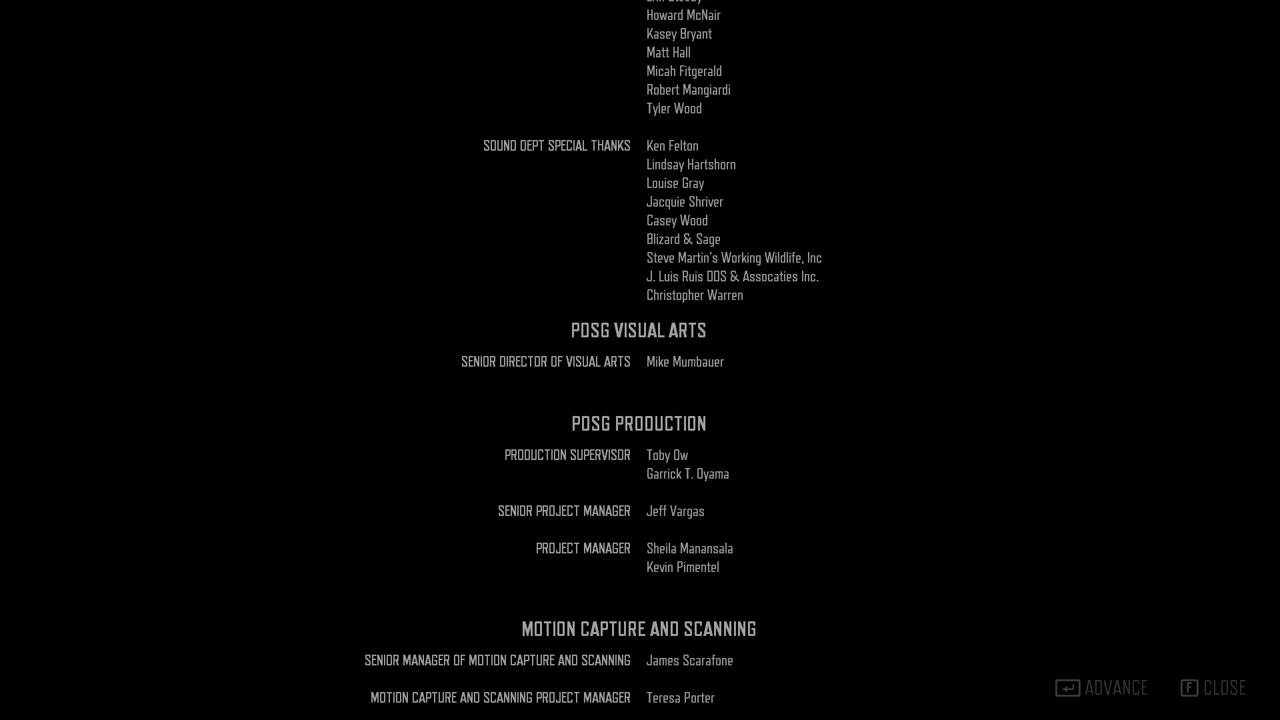 Howard McNair
Kasey Bryant
Matt Hall
Micah Fitgerald
Robert Mangiardi
Tyler Wood
SOUND DEPT SPECIAL THANKS Ken Felton
Lindsay Hartshorn
Louise Gray
Jacquie Shriver
Casey Wood
Blizard & Sage
Steve Martin's Working Wildlife, Inc
J. Luis Ruis DDS & Assocaties Inc.
Christopher Warren
PDSG VISUAL ARTS
SENIOR DIRECTOR OF VISUAL ARTS Mike Mumbauer
PDSG PRODUCTION
PRODUCTION SUPERVISOR Toby Ow
Garrick T. Oyama
SENIOR PROJECT MANAGER Jeff Vargas
PROJECT MANAGER Sheila Manansala
Kevin Pimentel
MOTION CAPTURE AND SCANNING
SENIOR MANAGER OF MOTION CAPTURE AND SCANNING James Scarafone
MOTION CAPTURE AND SCANNING PROJECT MANAGER Teresa Porter
ADVANCE F CLOSE